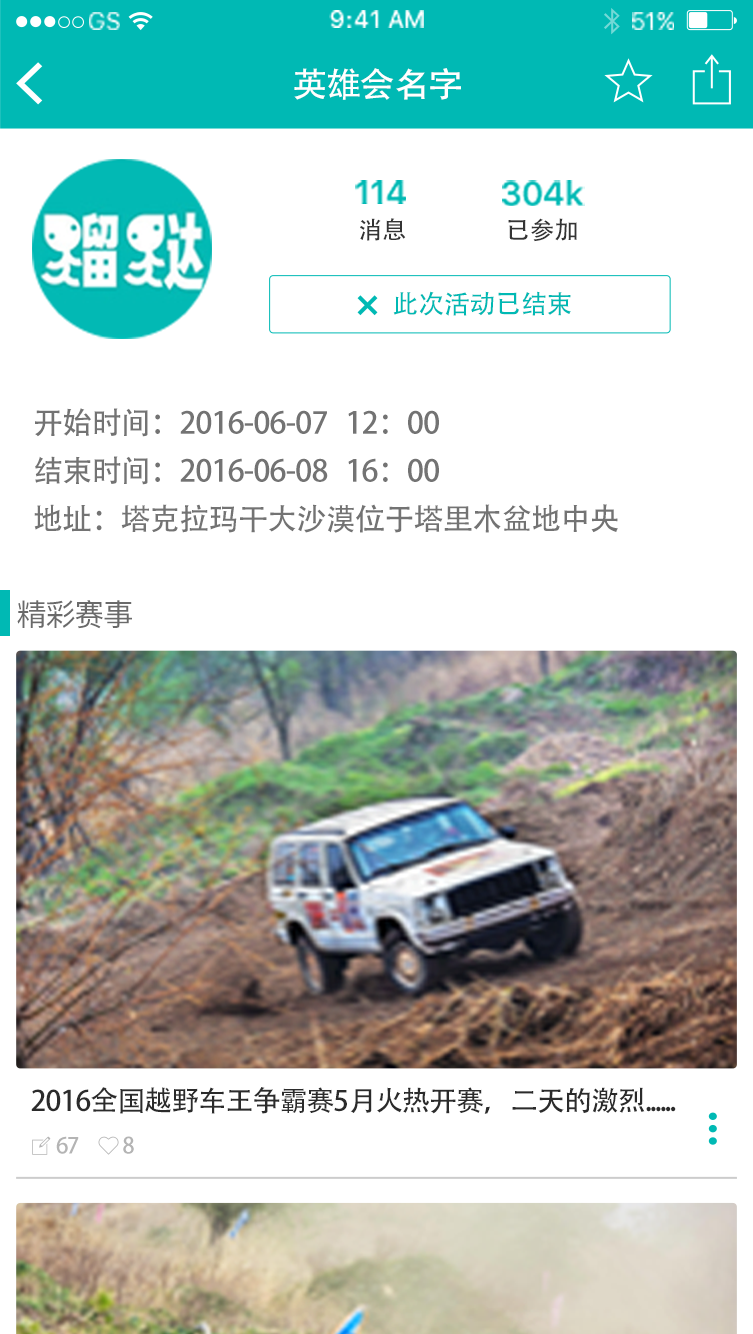 GS 9:41 AM 51%
英雄会名字
114 304k
消息 已参加
蹓跶
此次活动已结束
开始时间：2016-06-07 12：00
结束时间：2016-06-08 16：00
地址：塔克拉玛干大沙漠位于塔里木盆地中央
精彩赛事
2016全国越野车王争霸赛5月火热开赛，二天的激烈......
67 8